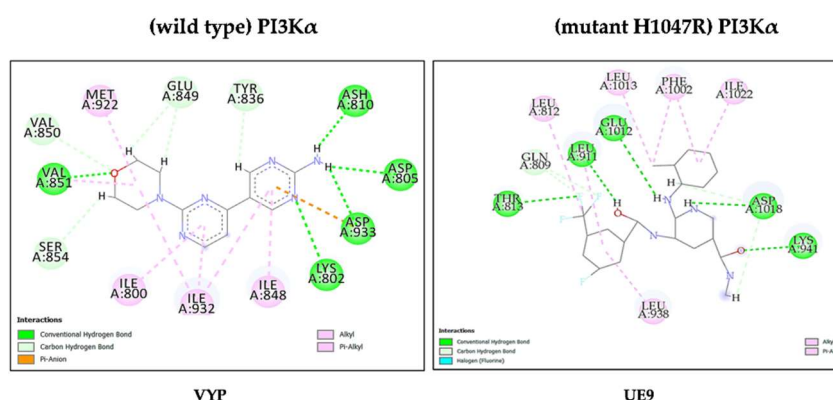 (wild type) PI3Kα
(mutant H1047R) PI3Kα
MET
A:922
GLU
A:849
TYR
A:836
ASH
A:810
VAL
A:850
VAL
A:851
ASP
A:805
ASP
A:933
SER
A:854
LYS
A:802
ILE
A:800
ILE
A:932
ILE
A:848
H
H
H
H
H
H
O
N
N
N
N
N
N
Interactions
Conventional Hydrogen Bond
Carbon Hydrogen Bond
Pi-Anion
Alkyl
Pi-Alkyl
VYP
LEU
A:1013
PHE
A:1002
ILE
A:1022
LEU
A:812
GLU
A:1012
LEU
A:911
GLN
A:809
THR
A:813
ASP
A:1018
LYS
A:941
LEU
A:938
H
H
H
H
H
N
N
N
N
O
O
F
F
F
F
Interactions
Conventional Hydrogen Bond
Carbon Hydrogen Bond
Halogen (Fluorine)
Alky
Pi-A
UE9